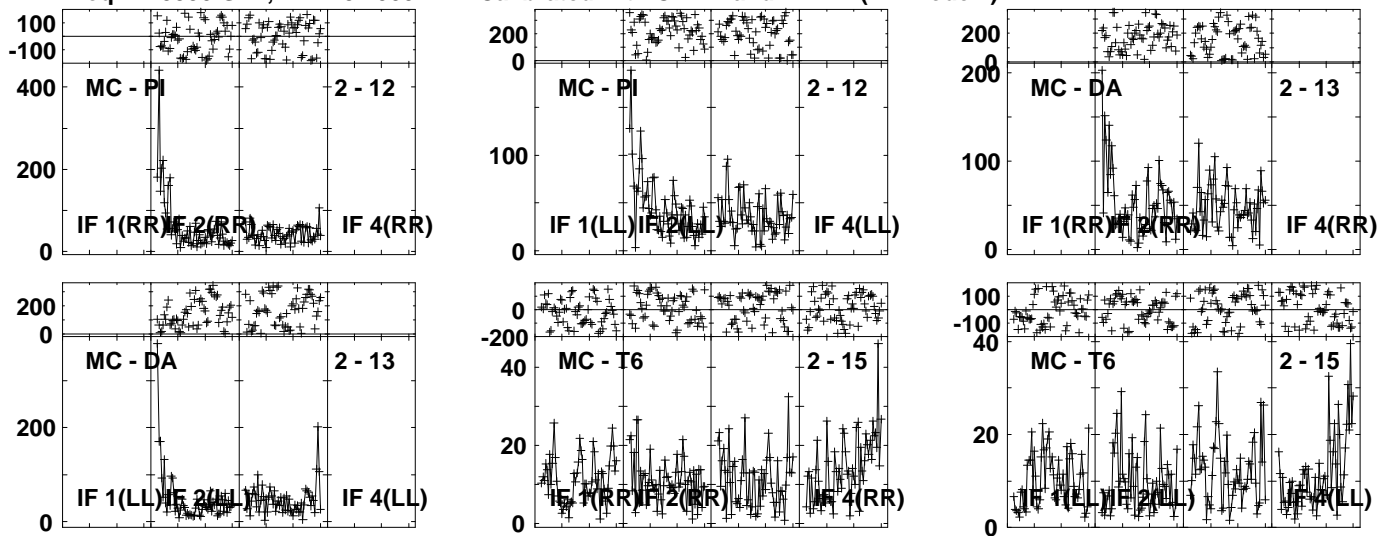 100
-100
400
200
0
MC - PI
2 - 12
IF 1(RR) IF 2(RR) IF 4(RR)
200
0
100
0
MC - PI
2 - 12
IF 1(LL) IF 2(LL) IF 4(LL)
200
0
200
100
0
MC - DA
2 - 13
IF 1(RR) IF 2(RR) IF 4(RR)
200
0
200
0
MC - DA
2 - 13
IF 1(LL) IF 2(LL) IF 4(LL)
0
-200
40
20
0
MC - T6
2 - 15
IF 1(RR) IF 2(RR) IF 4(RR)
100
-100
40
20
0
MC - T6
2 - 15
IF 1(LL) IF 2(LL) IF 4(LL)